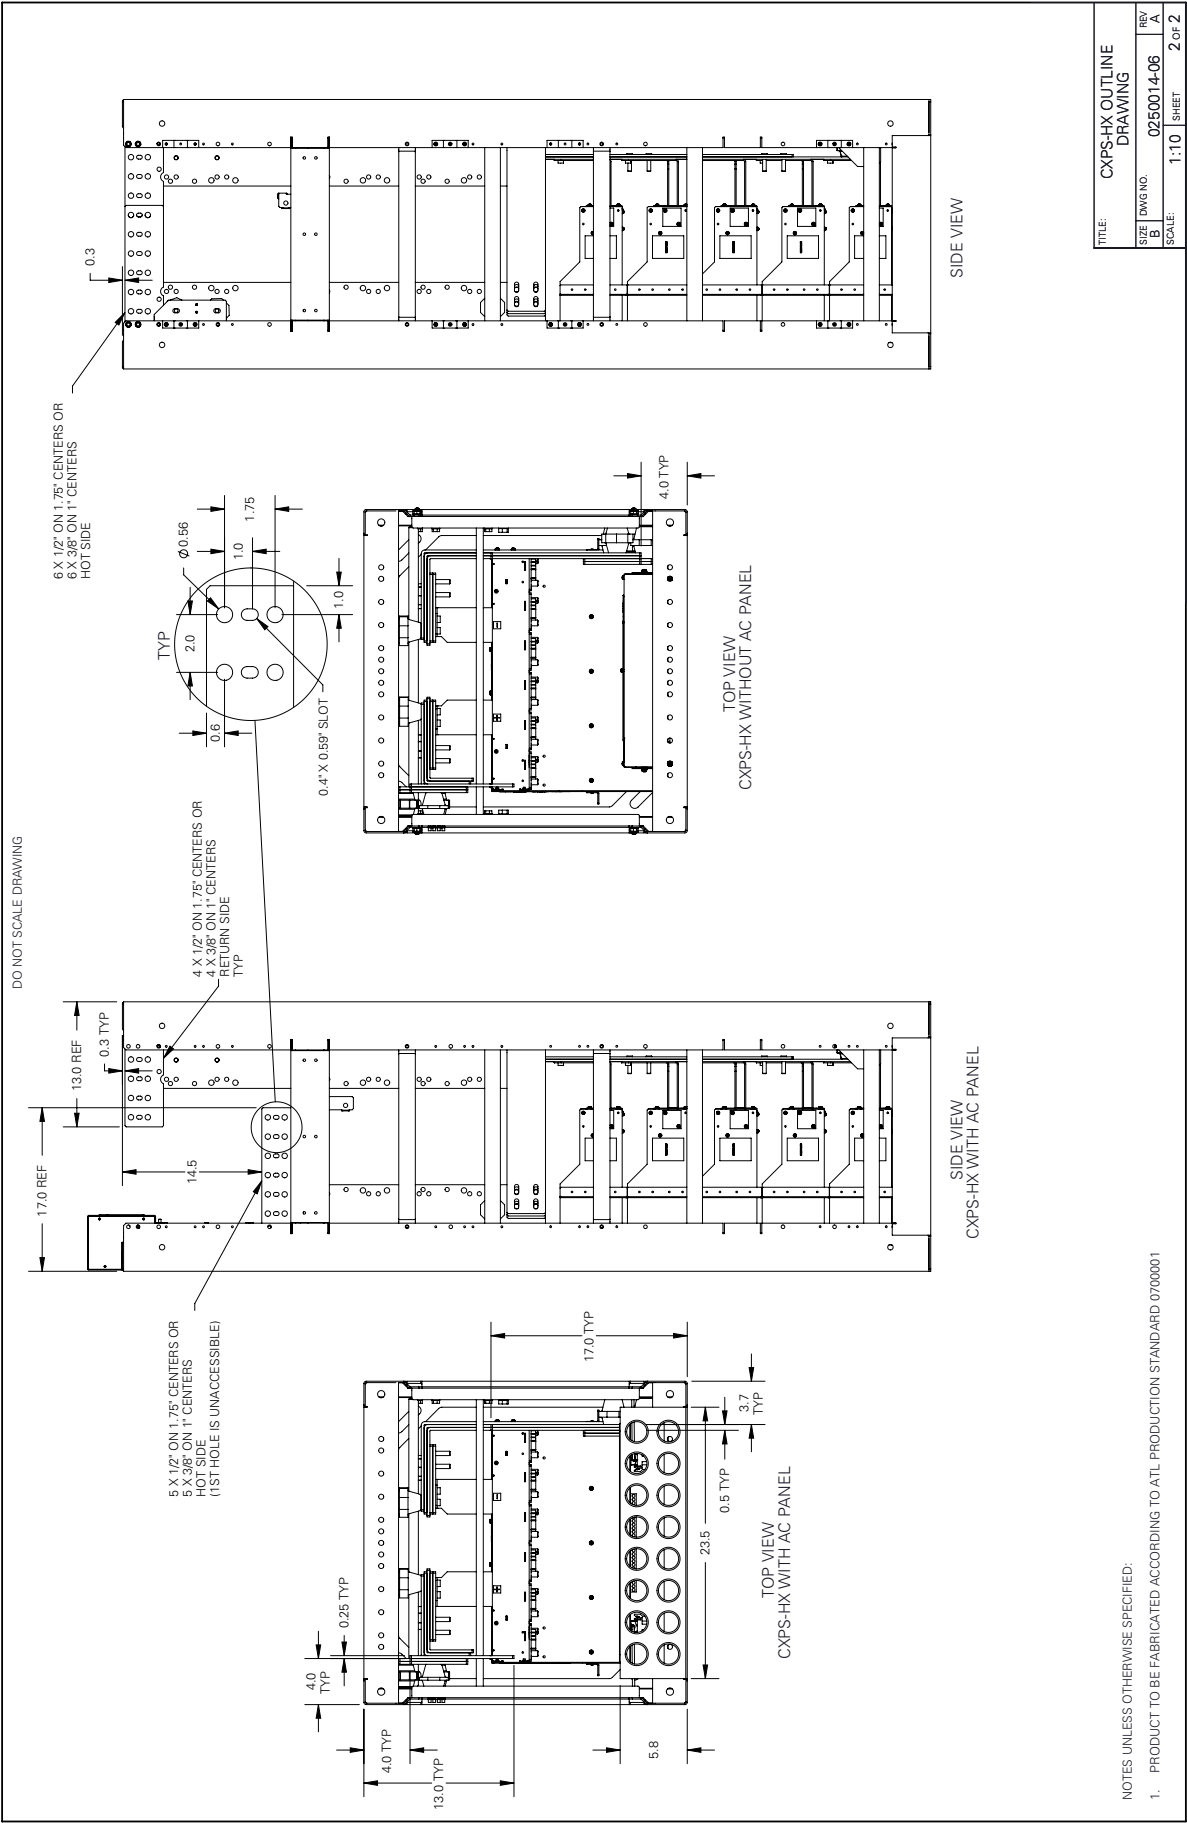 DO NOT SCALE DRAWING
5 X 1/2" ON 1.75" CENTERS OR
5 X 3/8" ON 1" CENTERS
HOT SIDE
(1ST HOLE IS UNACCESSIBLE)
17.0 REF
13.0 REF
0.3 TYP
14.5
4 X 1/2" ON 1.75" CENTERS OR
4 X 3/8" ON 1" CENTERS
RETURN SIDE
TYP
TYP
2.0
0.6
Ø0.56
1.0
1.75
1.0
0.4" X 0.59" SLOT
6 X 1/2" ON 1.75" CENTERS OR
6 X 3/8" ON 1" CENTERS
HOT SIDE
0.3
4.0
TYP
0.25 TYP
4.0 TYP
13.0 TYP
17.0 TYP
5.8
23.5
0.5 TYP
3.7
TYP
TOP VIEW
CXPS-HX WITH AC PANEL
SIDE VIEW
CXPS-HX WITH AC PANEL
4.0 TYP
TOP VIEW
CXPS-HX WITHOUT AC PANEL
SIDE VIEW
NOTES UNLESS OTHERWISE SPECIFIED:
1. PRODUCT TO BE FABRICATED ACCORDING TO ATL PRODUCTION STANDARD 0700001
TITLE:
CXPS-HX OUTLINE
DRAWING
SIZE DWG NO. REV
B 0250014-06 A
SCALE: 1:10 SHEET 2 OF 2